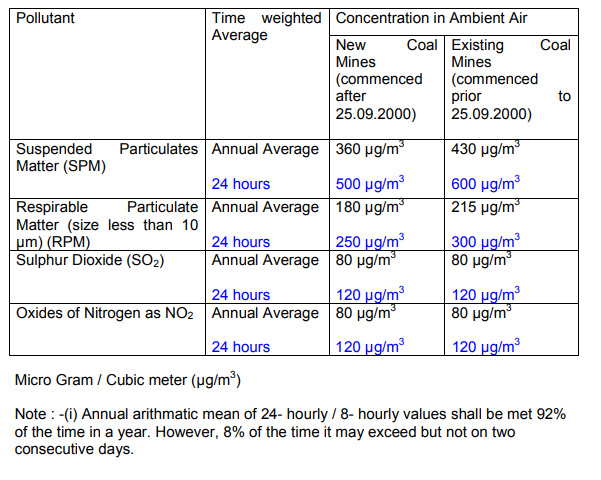 Pollutant
Time weighted Average
Concentration in Ambient Air
New Coal Mines (commenced after 25.09.2000)
Existing Coal Mines (commenced prior to 25.09.2000)
Suspended Particulates Matter (SPM)
Annual Average
360 µg/m³
430 µg/m³
24 hours
500 µg/m³
600 µg/m³
Respirable Particulate Matter (size less than 10 µm) (RPM)
Annual Average
180 µg/m³
215 µg/m³
24 hours
250 µg/m³
300 µg/m³
Sulphur Dioxide (SO₂)
Annual Average
80 µg/m³
80 µg/m³
24 hours
120 µg/m³
120 µg/m³
Oxides of Nitrogen as NO₂
Annual Average
80 µg/m³
80 µg/m³
24 hours
120 µg/m³
120 µg/m³
Micro Gram / Cubic meter (µg/m³)
Note : -(i) Annual arithmatic mean of 24- hourly / 8- hourly values shall be met 92%
of the time in a year. However, 8% of the time it may exceed but not on two
consecutive days.